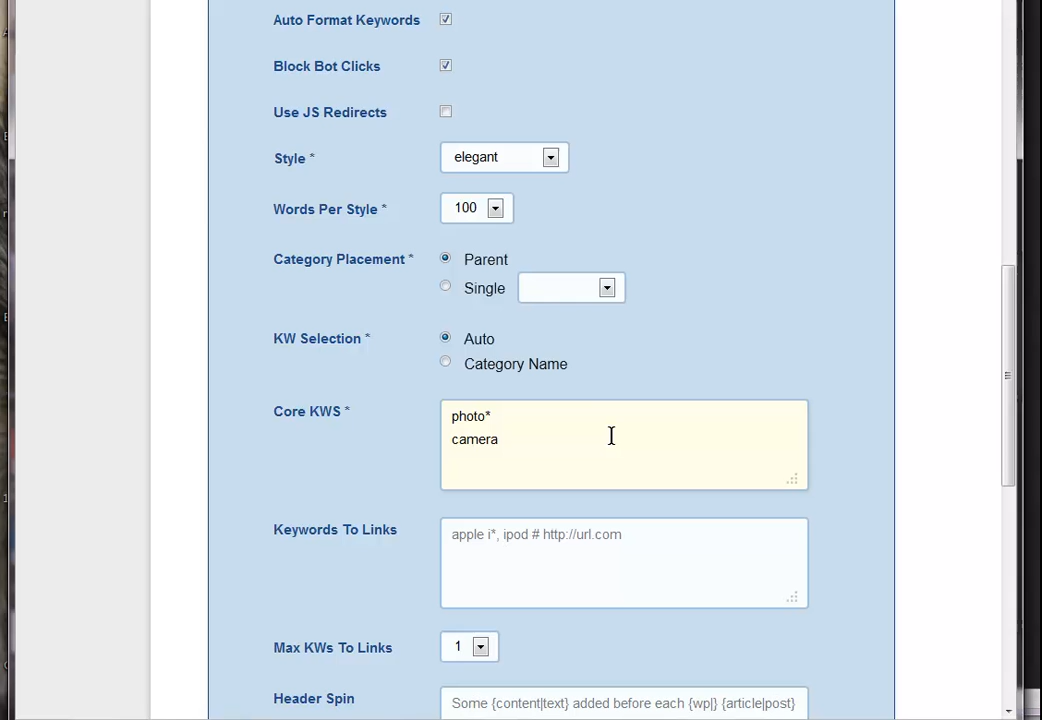 Auto Format Keywords
Block Bot Clicks
Use JS Redirects
Style * elegant
Words Per Style * 100
Category Placement * Parent
Single
KW Selection * Auto
Category Name
Core KWS * photo*
camera
Keywords To Links apple i*, ipod # http://url.com
Max KWs To Links 1
Header Spin Some {content|text} added before each {wp|} {article|post}